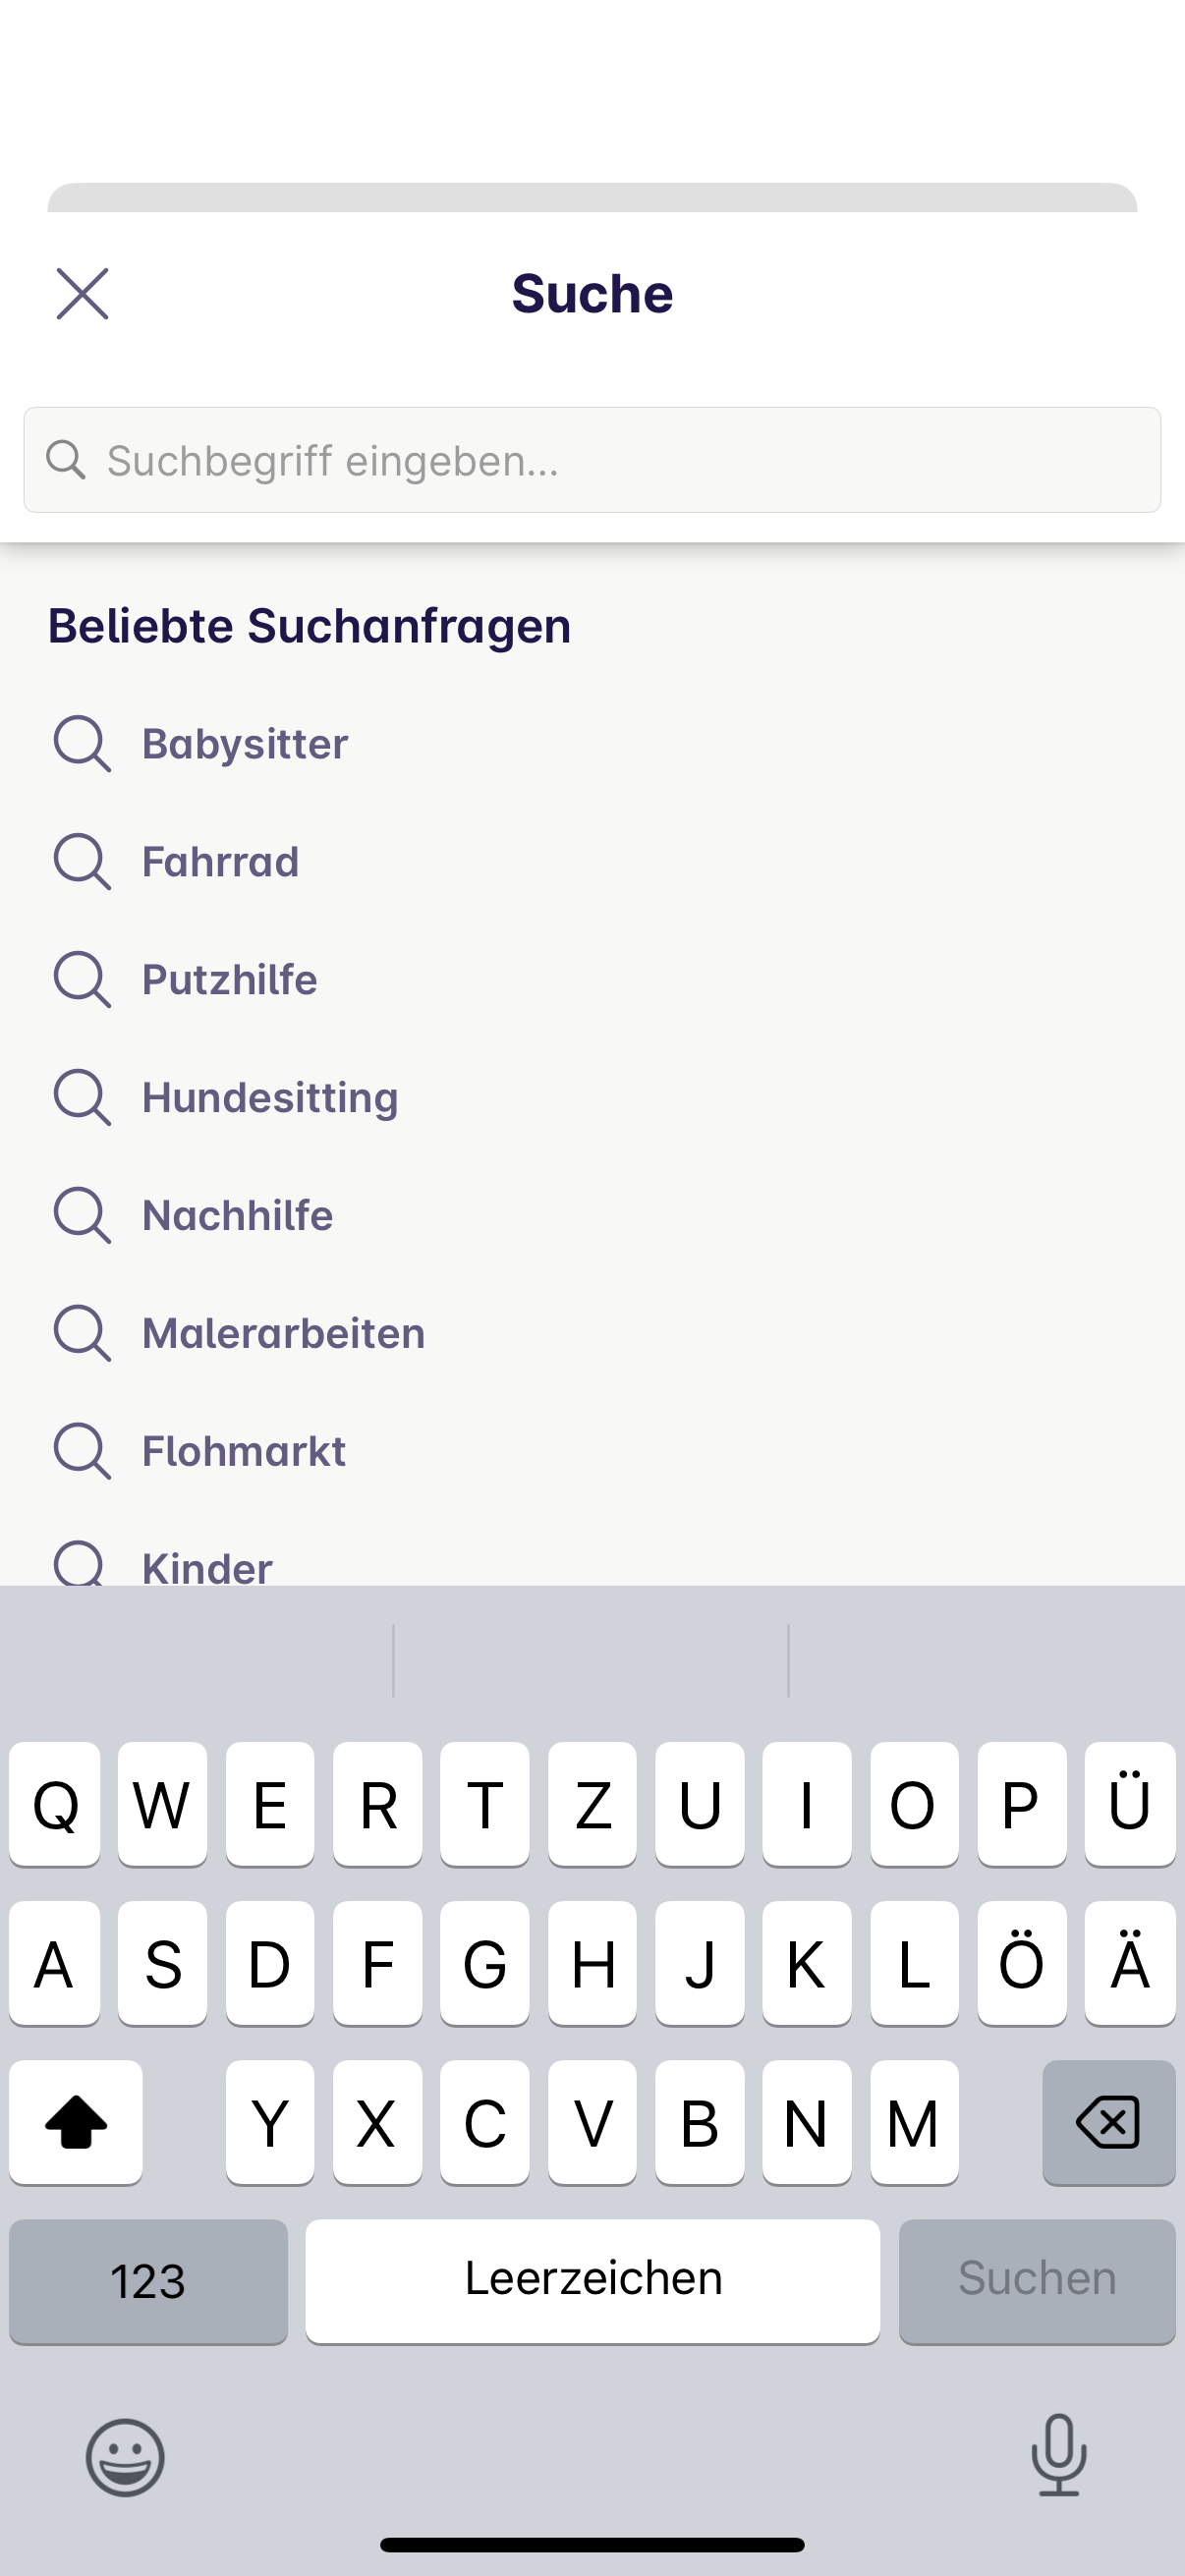 Suche
Suchbegriff eingeben...
Beliebte Suchanfragen
Babysitter
Fahrrad
Putzhilfe
Hundesitting
Nachhilfe
Malerarbeiten
Flohmarkt
Kinder
Q W E R T Z U I O P Ü
A S D F G H J K L Ö Ä
Y X C V B N M
123 Leerzeichen Suchen